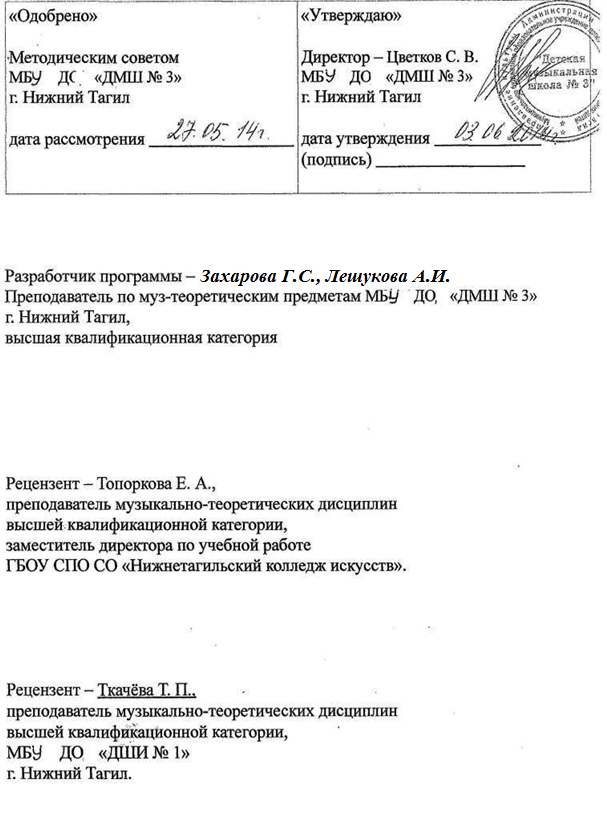 «Одобрено»
Методическим советом
МБУ ДС «ДМШ № 3»
г. Нижний Тагил
дата рассмотрения 27.05.14г.
«Утверждаю»
Директор – Цветков С. В.
МБУ ДО «ДМШ № 3»
г. Нижний Тагил
дата утверждения 03.06.
(подпись)
"Детская
музыкальная
школа № 3"
Разработчик программы – Захарова Г.С., Лешукова А.И.
Преподаватель по муз-теоретическим предметам МБУ ДО, «ДМШ № 3»
г. Нижний Тагил,
высшая квалификационная категория
Рецензент – Топоркова Е. А.,
преподаватель музыкально-теоретических дисциплин
высшей квалификационной категории,
заместитель директора по учебной работе
ГБОУ СПО СО «Нижнетагильский колледж искусств».
Рецензент – Ткачёва Т. П.,
преподаватель музыкально-теоретических дисциплин
высшей квалификационной категории,
МБУ ДО «ДШИ № 1»
г. Нижний Тагил.